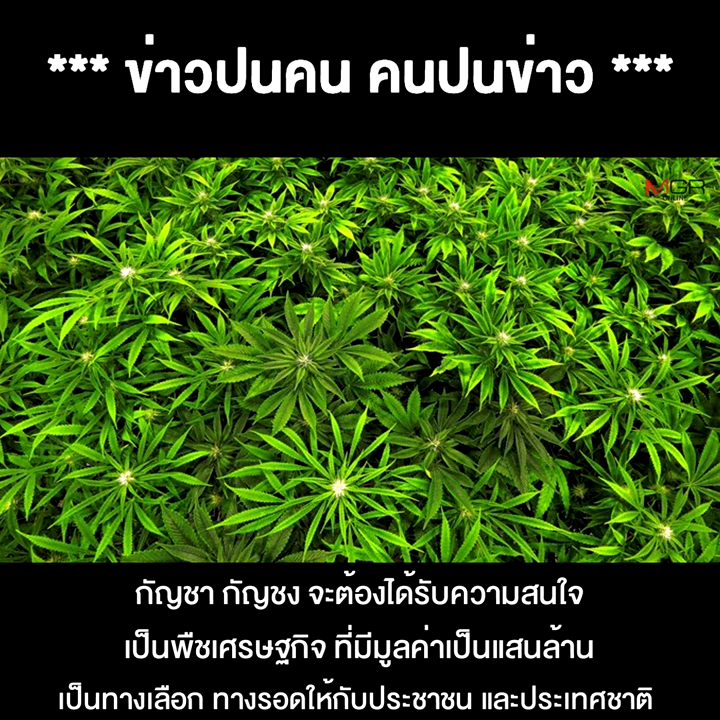 *** ข่าวปนคน คนปนข่าว ***
MGR
ONLINE
กัญชา กัญชง จะต้องได้รับความสนใจ
เป็นพืชเศรษฐกิจ ที่มีมูลค่าเป็นแสนล้าน
เป็นทางเลือก ทางรอดให้กับประชาชน และประเทศชาติ